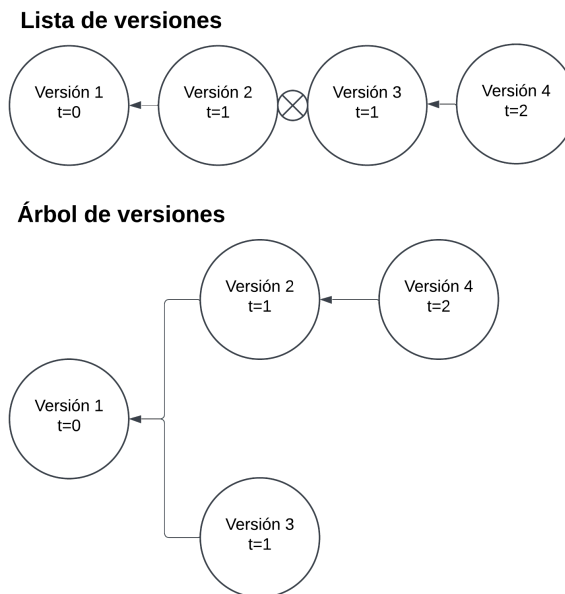 Lista de versiones
Versión 1
t=0
Versión 2
t=1
Versión 3
t=1
Versión 4
t=2
Árbol de versiones
Versión 2
t=1
Versión 4
t=2
Versión 1
t=0
Versión 3
t=1